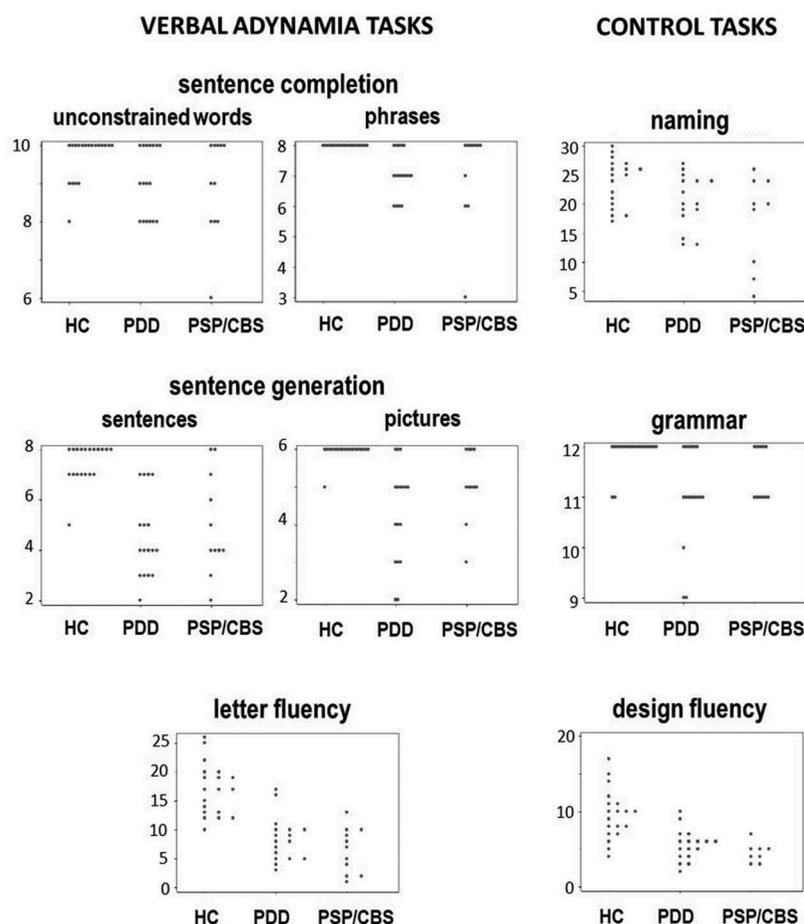 VERBAL ADYNAMIA TASKS
CONTROL TASKS
sentence completion
unconstrained words
phrases
naming
10
9
8
6
HC PDD PSP/CBS
8
7
6
5
4
3
HC PDD PSP/CBS
30
25
20
15
10
5
HC PDD PSP/CBS
sentence generation
sentences
pictures
grammar
8
6
4
2
HC PDD PSP/CBS
6
4
2
HC PDD PSP/CBS
12
11
10
9
HC PDD PSP/CBS
letter fluency
design fluency
25
20
15
10
5
0
HC PDD PSP/CBS
20
10
0
HC PDD PSP/CBS